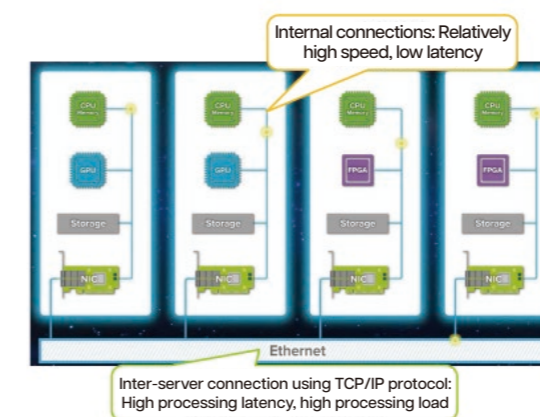 Internal connections: Relatively
high speed, low latency
CPU
Memory
CPU
Memory
CPU
Memory
CPU
Memory
GPU
GPU
FPGA
FPGA
Storage
Storage
Storage
Storage
NIC
NIC
NIC
NIC
Ethernet
Inter-server connection using TCP/IP protocol:
High processing latency, high processing load